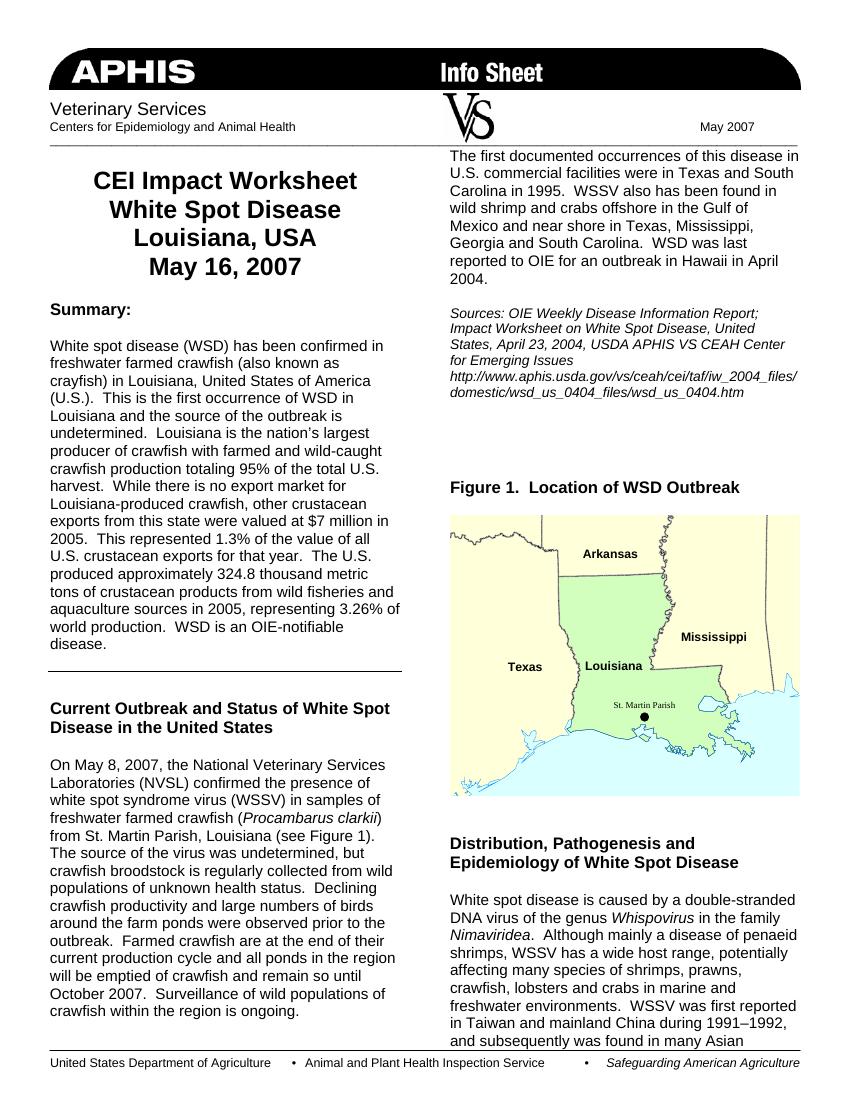 APHIS
Info Sheet
Veterinary Services
Centers for Epidemiology and Animal Health
VS
May 2007
CEI Impact Worksheet
White Spot Disease
Louisiana, USA
May 16, 2007
Summary:
White spot disease (WSD) has been confirmed in
freshwater farmed crawfish (also known as
crayfish) in Louisiana, United States of America
(U.S.).  This is the first occurrence of WSD in
Louisiana and the source of the outbreak is
undetermined.  Louisiana is the nation’s largest
producer of crawfish with farmed and wild-caught
crawfish production totaling 95% of the total U.S.
harvest.  While there is no export market for
Louisiana-produced crawfish, other crustacean
exports from this state were valued at $7 million in
2005.  This represented 1.3% of the value of all
U.S. crustacean exports for that year.  The U.S.
produced approximately 324.8 thousand metric
tons of crustacean products from wild fisheries and
aquaculture sources in 2005, representing 3.26% of
world production.  WSD is an OIE-notifiable
disease.
Current Outbreak and Status of White Spot
Disease in the United States
On May 8, 2007, the National Veterinary Services
Laboratories (NVSL) confirmed the presence of
white spot syndrome virus (WSSV) in samples of
freshwater farmed crawfish (Procambarus clarkii)
from St. Martin Parish, Louisiana (see Figure 1).
The source of the virus was undetermined, but
crawfish broodstock is regularly collected from wild
populations of unknown health status.  Declining
crawfish productivity and large numbers of birds
around the farm ponds were observed prior to the
outbreak.  Farmed crawfish are at the end of their
current production cycle and all ponds in the region
will be emptied of crawfish and remain so until
October 2007.  Surveillance of wild populations of
crawfish within the region is ongoing.
The first documented occurrences of this disease in
U.S. commercial facilities were in Texas and South
Carolina in 1995.  WSSV also has been found in
wild shrimp and crabs offshore in the Gulf of
Mexico and near shore in Texas, Mississippi,
Georgia and South Carolina.  WSD was last
reported to OIE for an outbreak in Hawaii in April
2004.
Sources: OIE Weekly Disease Information Report;
Impact Worksheet on White Spot Disease, United
States, April 23, 2004, USDA APHIS VS CEAH Center
for Emerging Issues
http://www.aphis.usda.gov/vs/ceah/cei/taf/iw_2004_files/
domestic/wsd_us_0404_files/wsd_us_0404.htm
Figure 1.  Location of WSD Outbreak
Arkansas
Mississippi
Texas
Louisiana
St. Martin Parish
Distribution, Pathogenesis and
Epidemiology of White Spot Disease
White spot disease is caused by a double-stranded
DNA virus of the genus Whispovirus in the family
Nimaviridea.  Although mainly a disease of penaeid
shrimps, WSSV has a wide host range, potentially
affecting many species of shrimps, prawns,
crawfish, lobsters and crabs in marine and
freshwater environments.  WSSV was first reported
in Taiwan and mainland China during 1991–1992,
and subsequently was found in many Asian
United States Department of Agriculture • Animal and Plant Health Inspection Service • Safeguarding American Agriculture